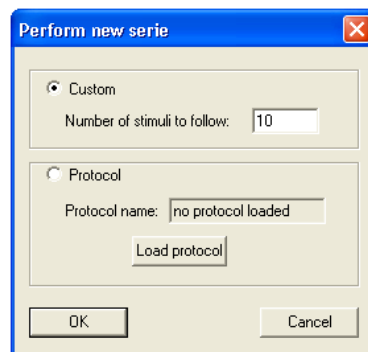 Perform new serie
Custom
Number of stimuli to follow: 10
Protocol
Protocol name: no protocol loaded
Load protocol
OK Cancel